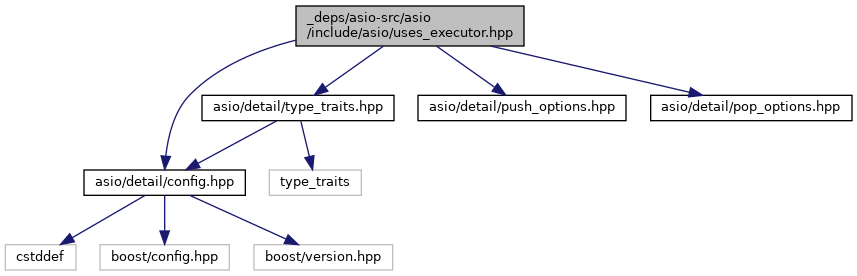 _deps/asio-src/asio
/include/asio/uses_executor.hpp
asio/detail/type_traits.hpp
asio/detail/push_options.hpp
asio/detail/pop_options.hpp
asio/detail/config.hpp
type_traits
cstddef
boost/config.hpp
boost/version.hpp